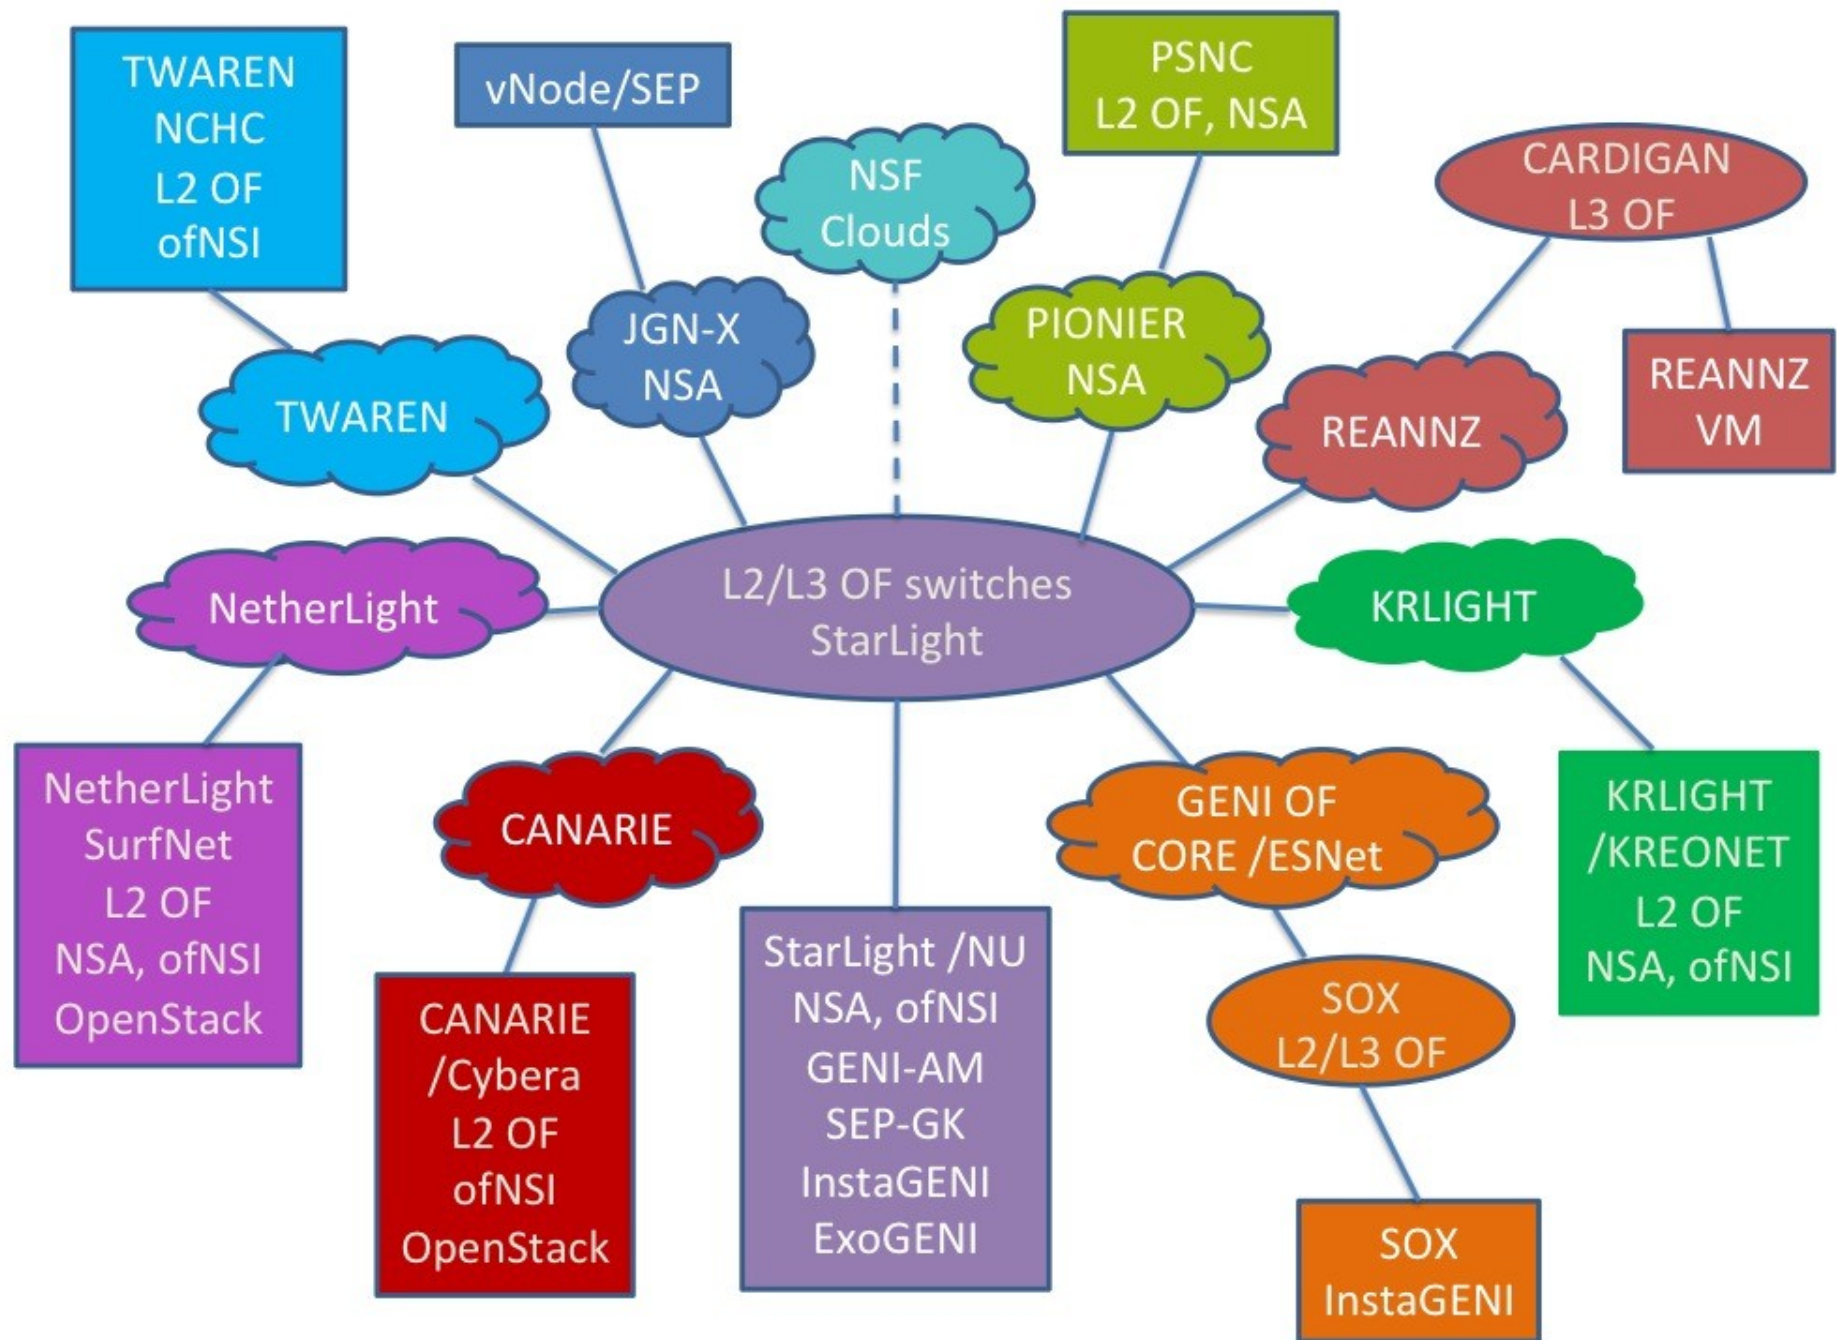 TWAREN
NCHC
L2 OF
ofNSI
vNode/SEP
NSF
Clouds
PSNC
L2 OF, NSA
CARDIGAN
L3 OF
TWAREN
JGN-X
NSA
PIONIER
NSA
REANNZ
REANNZ
VM
NetherLight
L2/L3 OF switches
StarLight
KRLIGHT
NetherLight
SurfNet
L2 OF
NSA, ofNSI
OpenStack
CANARIE
GENI OF
CORE /ESNet
KRLIGHT
/KREONET
L2 OF
NSA, ofNSI
CANARIE
/Cybera
L2 OF
ofNSI
OpenStack
StarLight /NU
NSA, ofNSI
GENI-AM
SEP-GK
InstaGENI
ExoGENI
SOX
L2/L3 OF
SOX
InstaGENI